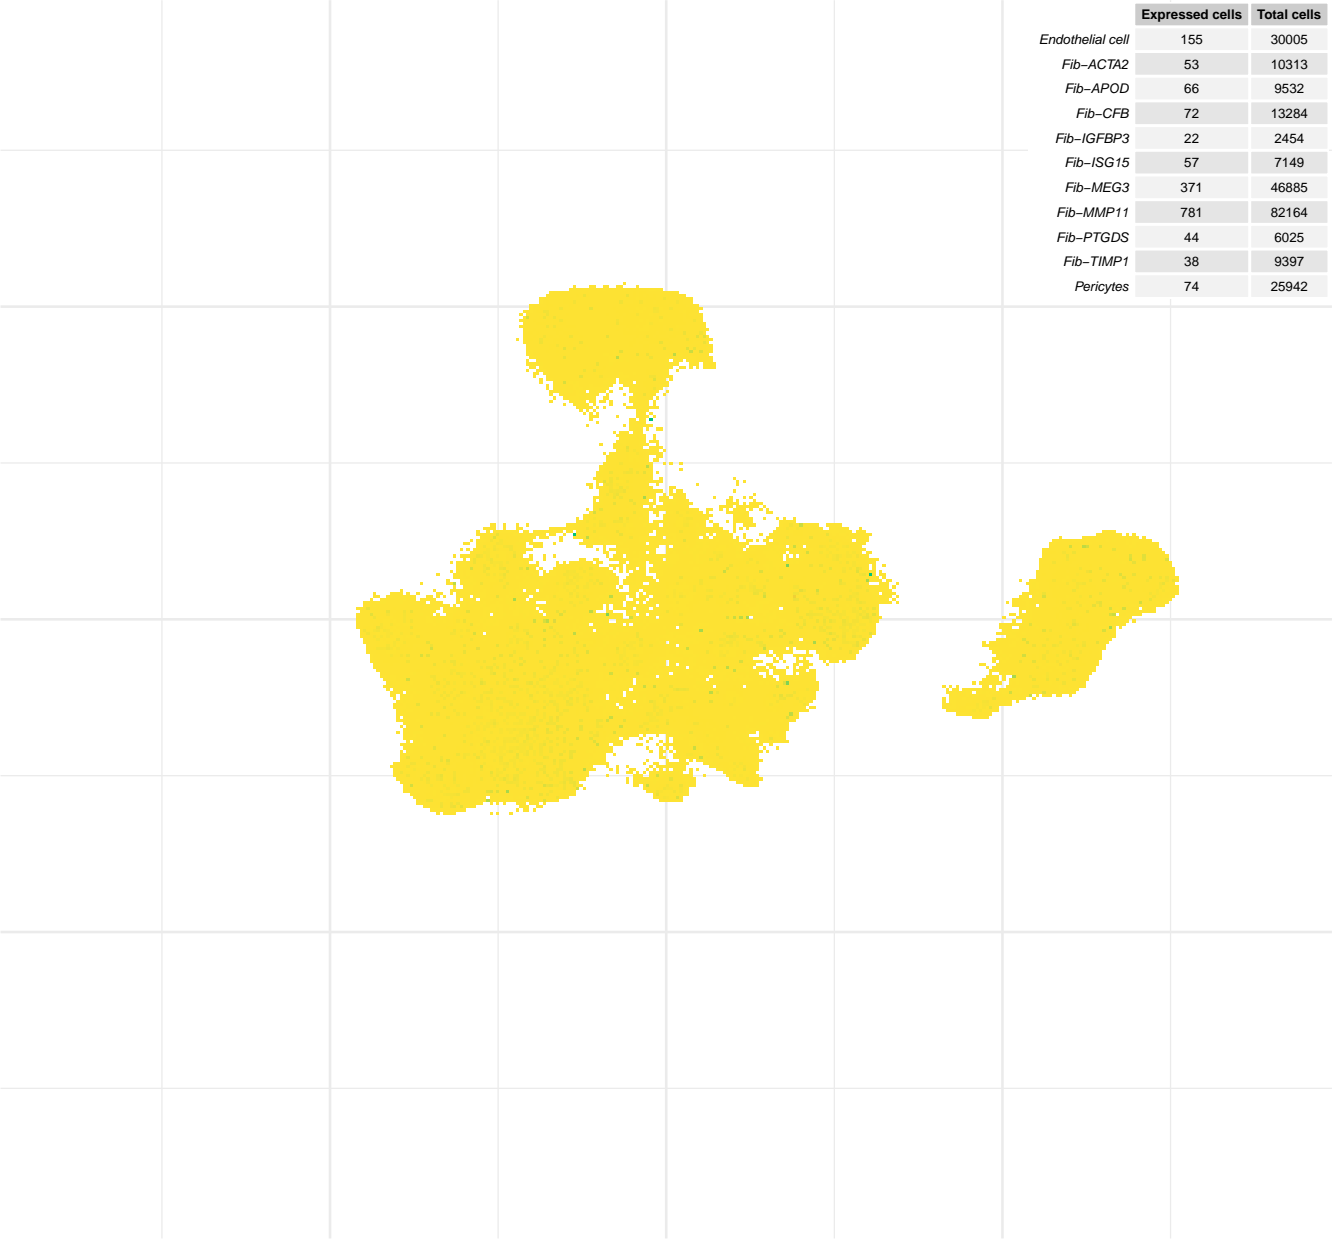 Expressed cells Total cells
Endothelial cell 155 30005
Fib−ACTA2 53 10313
Fib−APOD 66 9532
Fib−CFB 72 13284
Fib−IGFBP3 22 2454
Fib−ISG15 57 7149
Fib−MEG3 371 46885
Fib−MMP11 781 82164
Fib−PTGDS 44 6025
Fib−TIMP1 38 9397
Pericytes 74 25942